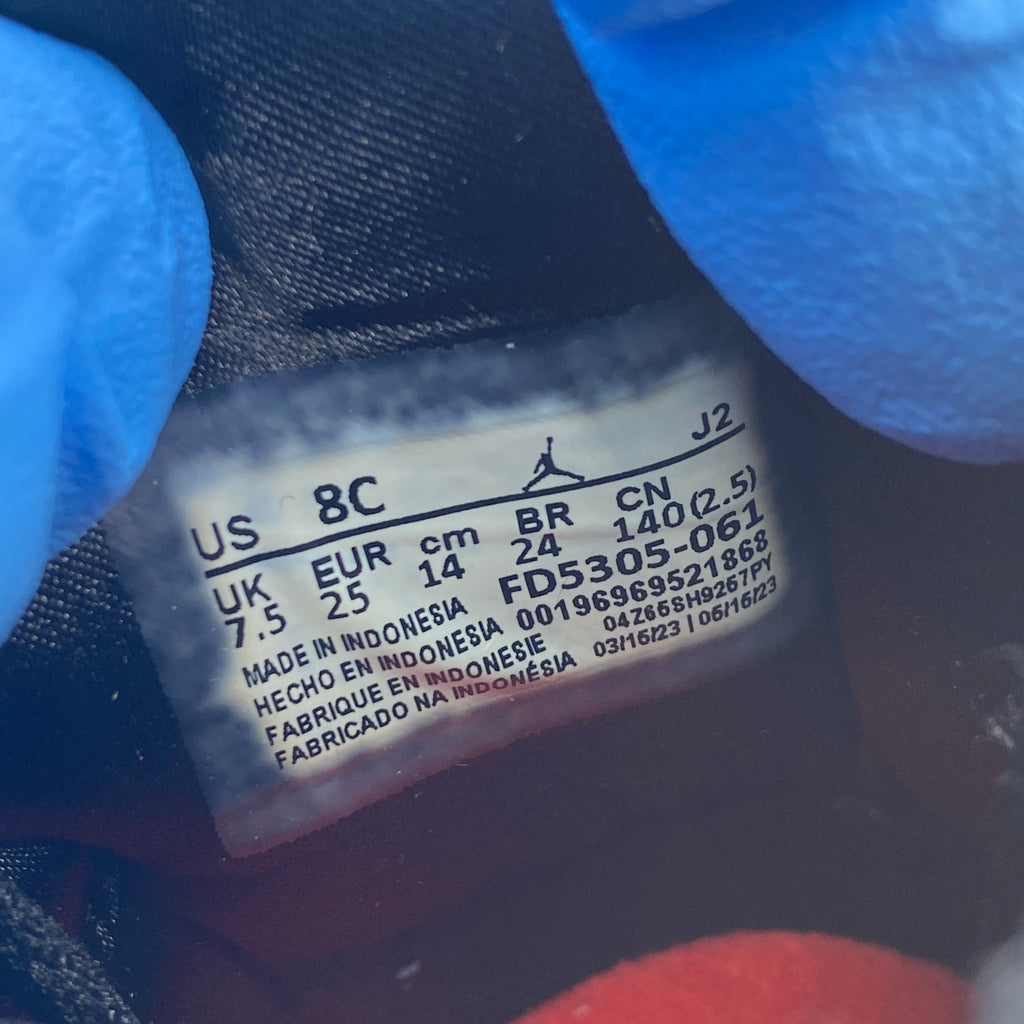 US 8C J2
UK EUR cm BR CN
7.5 25 14 24 140(2.5)
MADE IN INDONESIA FD5305-061
HECHO EN INDONESIA 00196969521868
FABRIQUE EN INDONESIE 04Z66SH9267PY
FABRICADO NA INDONÉSIA 03/16/23 | 06/16/23